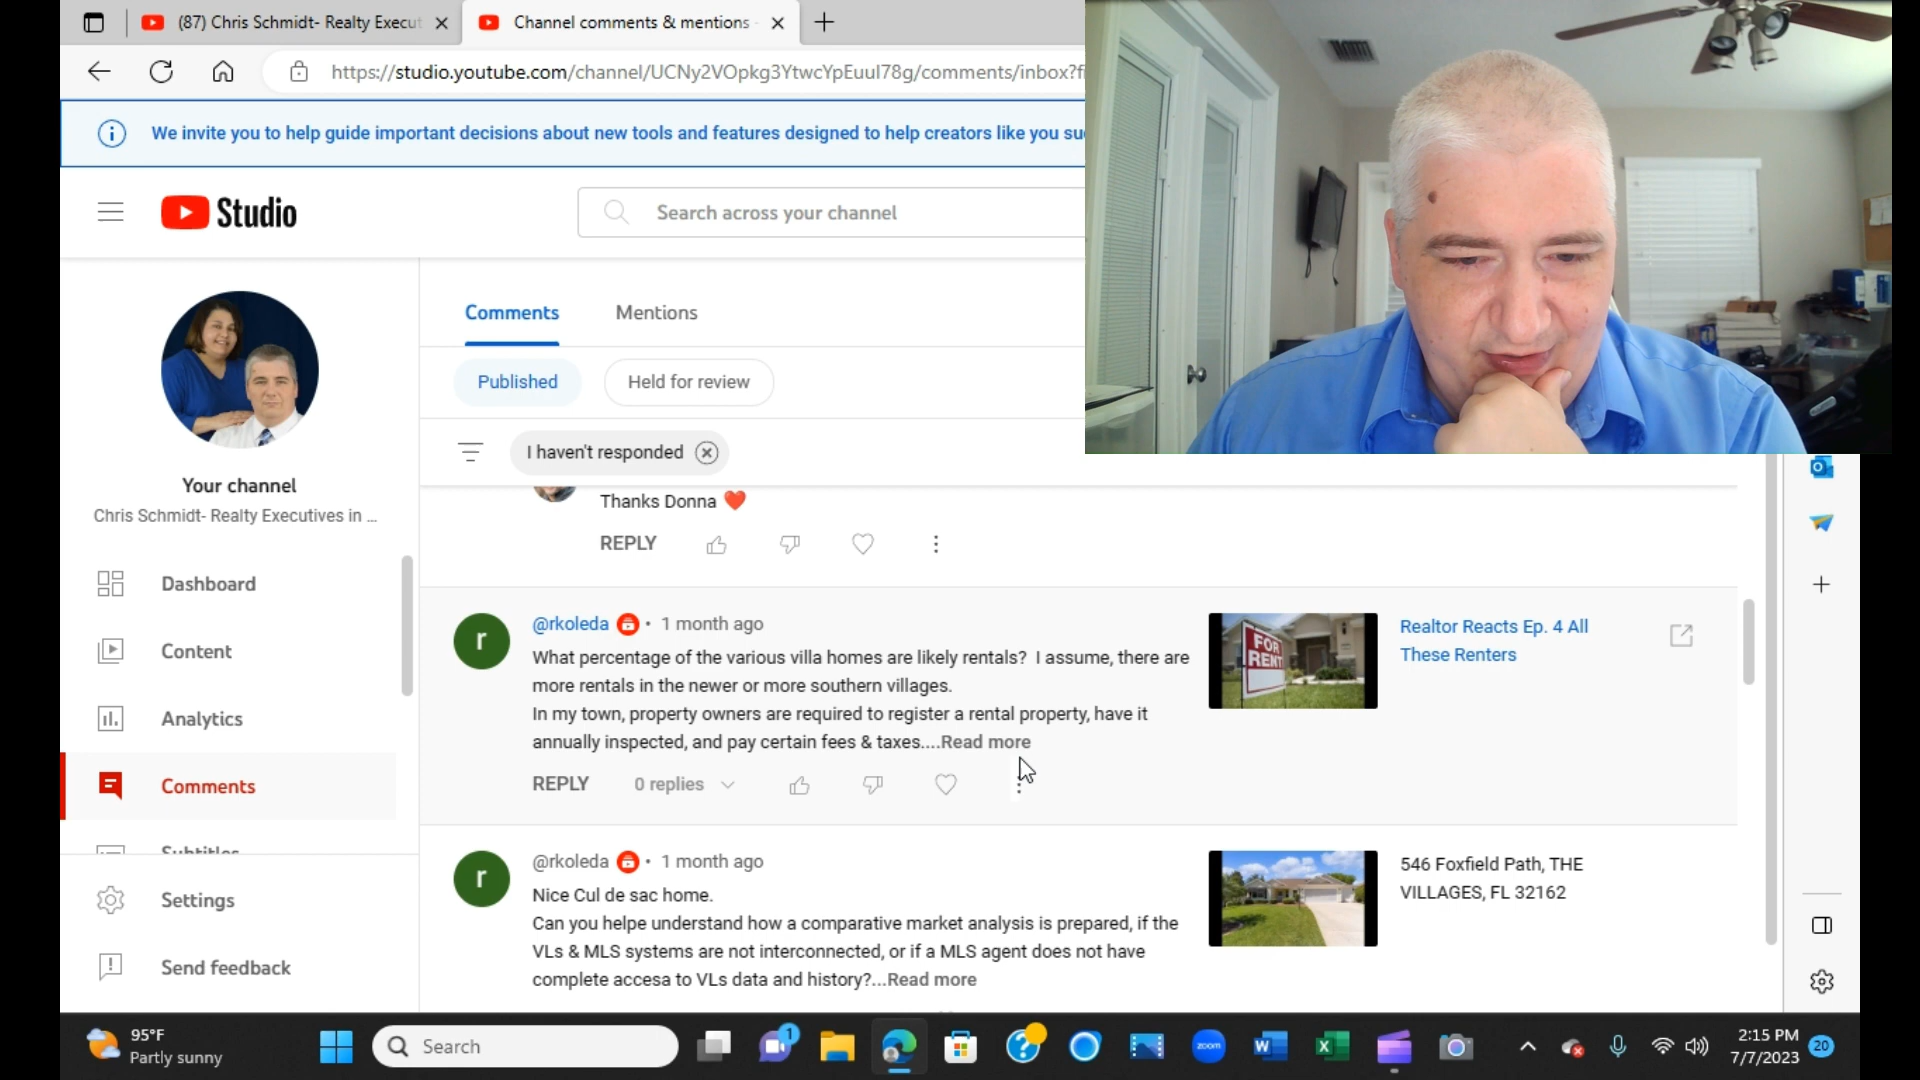 (87) Chris Schmidt- Realty Execut
Channel comments & mentions
https://studio.youtube.com/channel/UCNy2VOpkg3YtwcYpEuuI78g/comments/inbox?fi
We invite you to help guide important decisions about new tools and features designed to help creators like you su
Studio
Search across your channel
Comments
Mentions
Published
Held for review
I haven't responded
Your channel
Chris Schmidt- Realty Executives in ...
Dashboard
Content
Analytics
Comments
Subtitles
Settings
Send feedback
Thanks Donna ❤️
REPLY
r
@rkoleda • 1 month ago
What percentage of the various villa homes are likely rentals?  I assume, there are
more rentals in the newer or more southern villages.
In my town, property owners are required to register a rental property, have it
annually inspected, and pay certain fees & taxes....Read more
REPLY 0 replies
FOR
RENT
Realtor Reacts Ep. 4 All
These Renters
r
@rkoleda • 1 month ago
Nice Cul de sac home.
Can you helpe understand how a comparative market analysis is prepared, if the
VLs & MLS systems are not interconnected, or if a MLS agent does not have
complete accesa to VLs data and history?...Read more
546 Foxfield Path, THE
VILLAGES, FL 32162
95°F
Partly sunny
Search
1
zoom
2:15 PM
7/7/2023
20